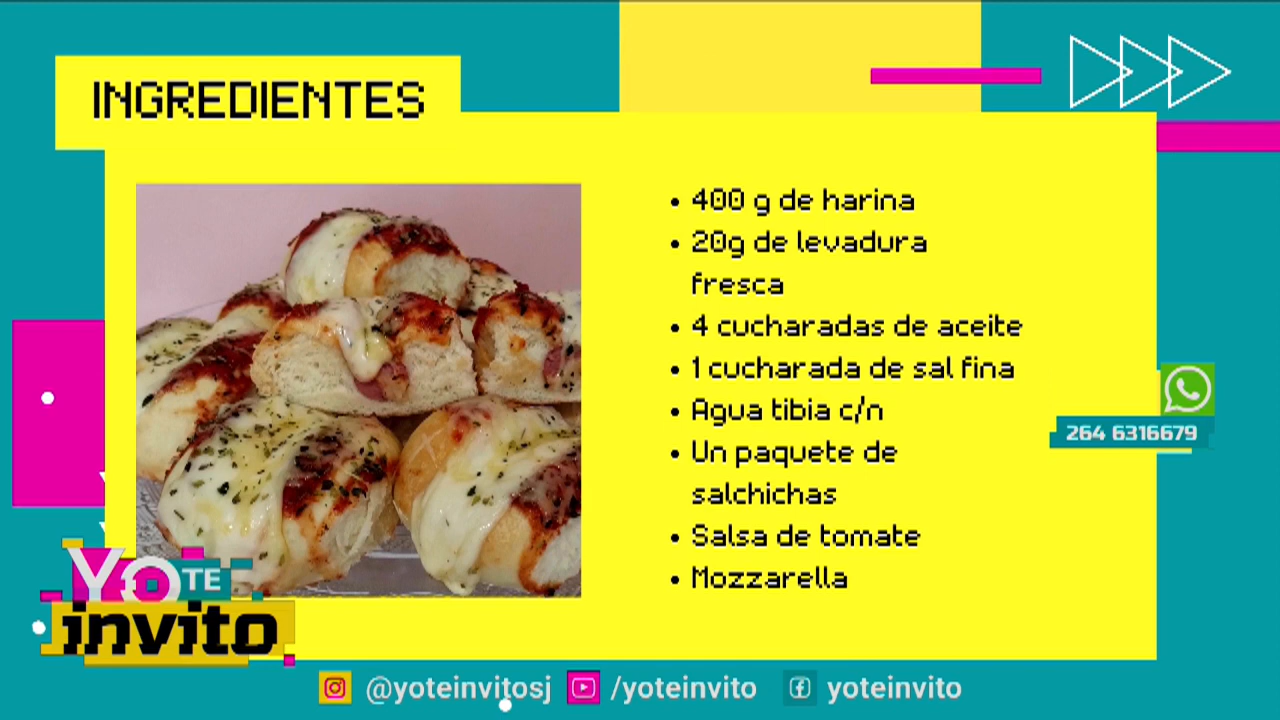 INGREDIENTES
• 400 g de harina
• 20g de levadura
fresca
• 4 cucharadas de aceite
• 1 cucharada de sal fina
• Agua tibia c/n
• Un paquete de
salchichas
• Salsa de tomate
• Mozzarella
264 6316679
Yo TE
invito
@yoteinvitosj /yoteinvito yoteinvito